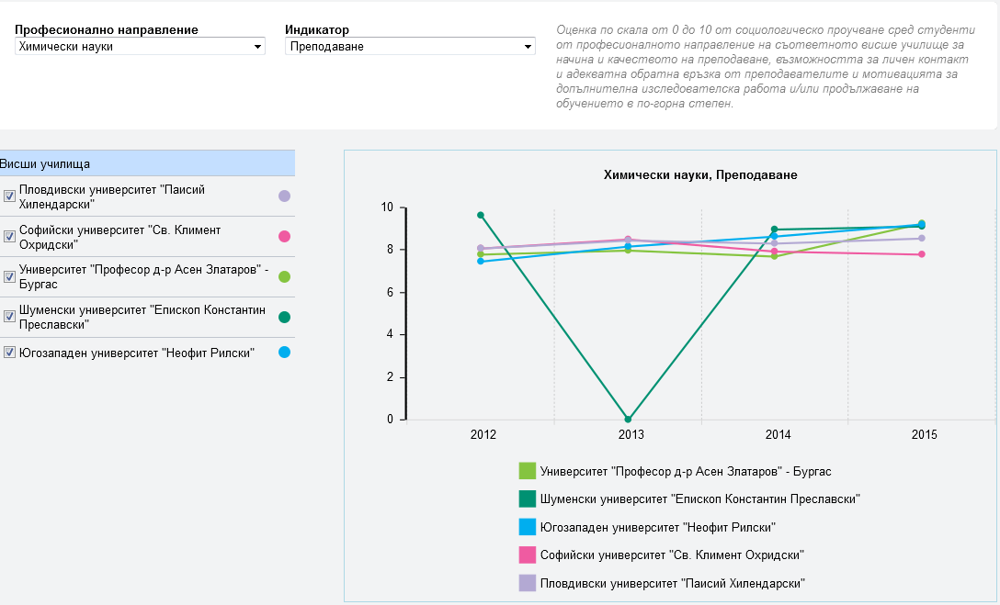 Професионално направление
Химически науки
Индикатор
Преподаване
Оценка по скала от 0 до 10 от социологическо проучване сред студенти
от професионалното направление на съответното висше училище за
начина и качеството на преподаване, възможността за личен контакт
и адекватна обратна връзка от преподавателите и мотивацията за
допълнителна изследователска работа и/или продължаване на
обучението в по-горна степен.
Висши училища
Пловдивски университет "Паисий
Хилендарски"
Софийски университет "Св. Климент
Охридски"
Университет "Професор д-р Асен Златаров" -
Бургас
Шуменски университет "Епископ Константин
Преславски"
Югозападен университет "Неофит Рилски"
Химически науки, Преподаване
10
8
6
4
2
0
2012
2013
2014
2015
Университет "Професор д-р Асен Златаров" - Бургас
Шуменски университет "Епископ Константин Преславски"
Югозападен университет "Неофит Рилски"
Софийски университет "Св. Климент Охридски"
Пловдивски университет "Паисий Хилендарски"